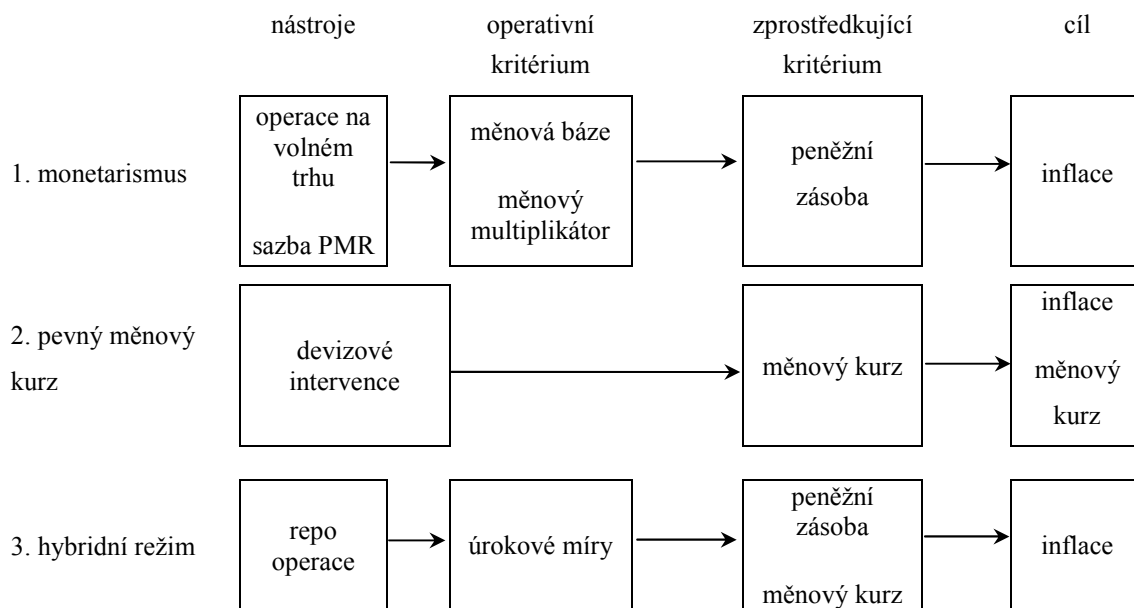 nástroje
operativní
kritérium
zprostředkující
kritérium
cíl
1. monetarismus
operace na
volném
trhu
sazba PMR
měnová báze
měnový
multiplikátor
peněžní
zásoba
inflace
2. pevný měnový
kurz
devizové
intervence
měnový kurz
inflace
měnový
kurz
3. hybridní režim
repo
operace
úrokové míry
peněžní
zásoba
měnový kurz
inflace